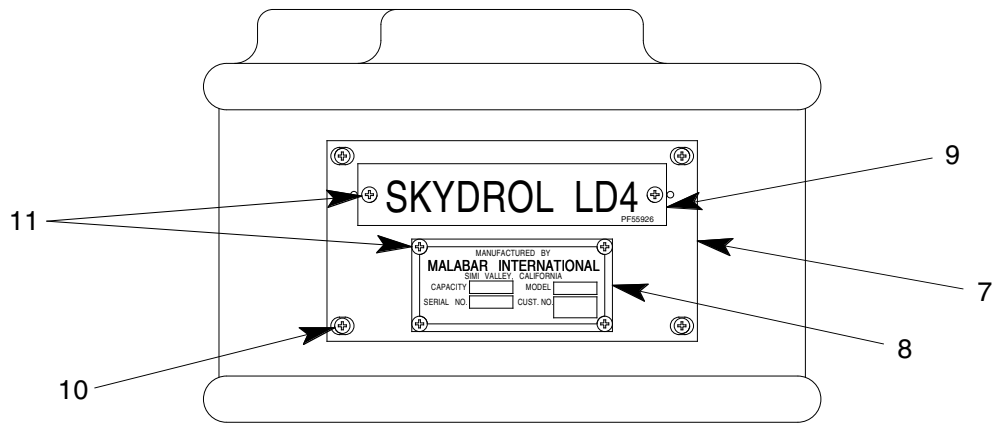 9
SKYDROL LD4
PF55926
11
7
MANUFACTURED BY
MALABAR INTERNATIONAL
SIMI VALLEY, CALIFORNIA
CAPACITY MODEL
SERIAL NO. CUST. NO.
8
10